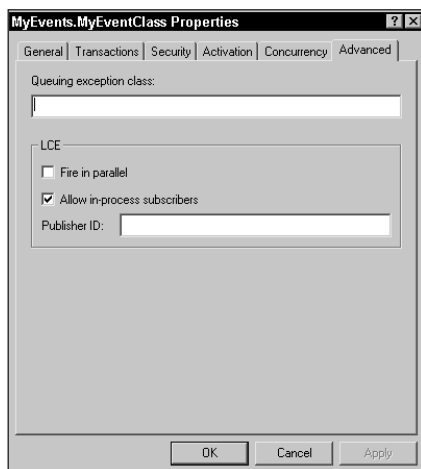 MyEvents.MyEventClass Properties
General Transactions Security Activation Concurrency Advanced
Queuing exception class:
LCE
Fire in parallel
Allow in-process subscribers
Publisher ID:
OK Cancel Apply